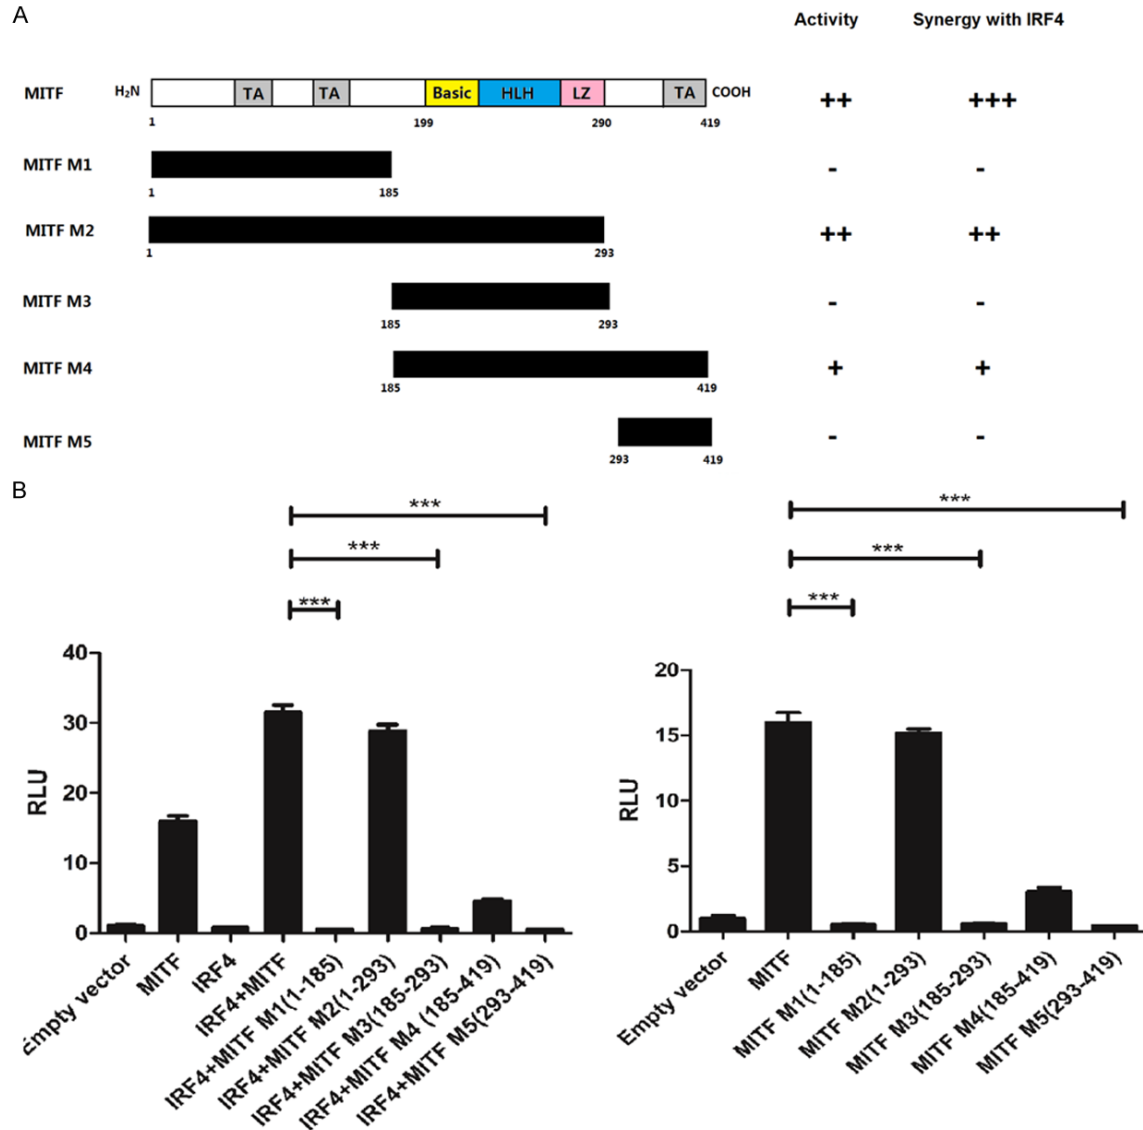 A
Activity Synergy with IRF4
MITF H₂N TA TA Basic HLH LZ TA COOH ++ +++
1 199 290 419
MITF M1 - -
1 185
MITF M2 ++ ++
1 293
MITF M3 - -
185 293
MITF M4 + +
185 419
MITF M5 - -
293 419
B
***
***
***
40
30
20
10
0
RLU
Empty vector
MITF
IRF4
IRF4+MITF
IRF4+MITF M1(1-185)
IRF4+MITF M2(1-293)
IRF4+MITF M3(185-293)
IRF4+MITF M4 (185-419)
IRF4+MITF M5(293-419)
***
***
***
20
15
10
5
0
RLU
Empty vector
MITF
MITF M1(1-185)
MITF M2(1-293)
MITF M3(185-293)
MITF M4(185-419)
MITF M5(293-419)